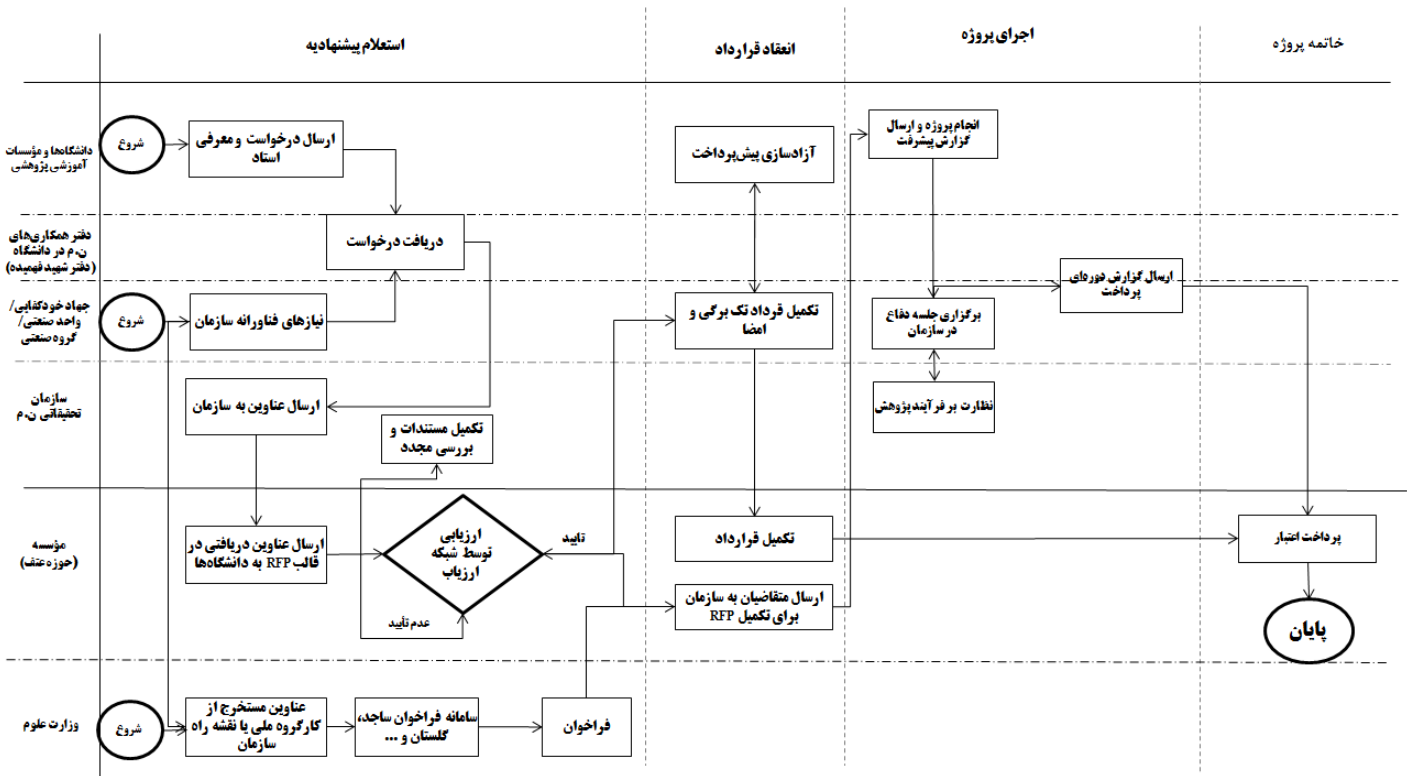 استعلام پیشنهادیه
انعقاد قرارداد
اجرای پروژه
خاتمه پروژه
دانشگاه‌ها و مؤسسات
آموزشی پژوهشی
شروع
ارسال درخواست و معرفی
استاد
آزادسازی پیش‌پرداخت
انجام پروژه و ارسال
گزارش پیشرفت
دفتر همکاری‌های
ن.م در دانشگاه
(دفتر شهید فهمیده)
دریافت درخواست
جهاد خودکفایی/
واحد صنعتی/
گروه صنعتی
شروع
نیازهای فناورانه سازمان
تکمیل قرداد تک برگی و
امضا
برگزاری جلسه دفاع
در سازمان
ارسال گزارش دوره‌ای
پرداخت
سازمان
تحقیقاتی ن.م
ارسال عناوین به سازمان
تکمیل مستندات و
بررسی مجدد
نظارت بر فرآیند پژوهش
مؤسسه
(حوزه عتف)
ارسال عناوین دریافتی در
قالب RFP به دانشگاه‌ها
ارزیابی
توسط شبکه
ارزیاب
تایید
عدم تأیید
تکمیل قرارداد
ارسال متقاضیان به سازمان
برای تکمیل RFP
پرداخت اعتبار
پایان
وزارت علوم
شروع
عناوین مستخرج از
کارگروه ملی یا نقشه راه
سازمان
سامانه فراخوان ساجد،
گلستان و ...
فراخوان